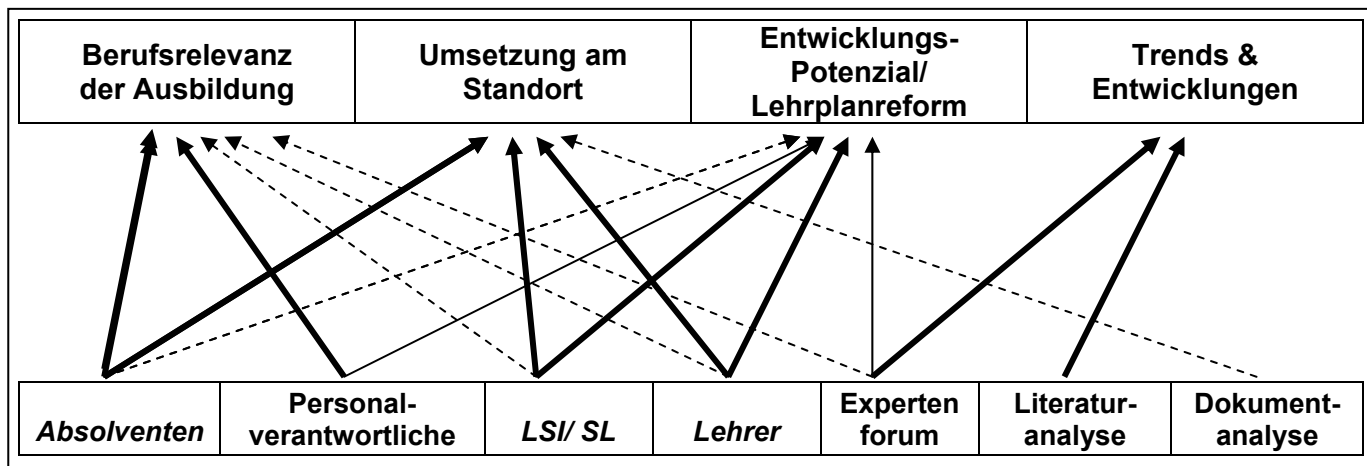 Berufsrelevanz
der Ausbildung
Umsetzung am
Standort
Entwicklungs-
Potenzial/
Lehrplanreform
Trends &
Entwicklungen
Absolventen
Personal-
verantwortliche
LSI/ SL
Lehrer
Experten
forum
Literatur-
analyse
Dokument-
analyse